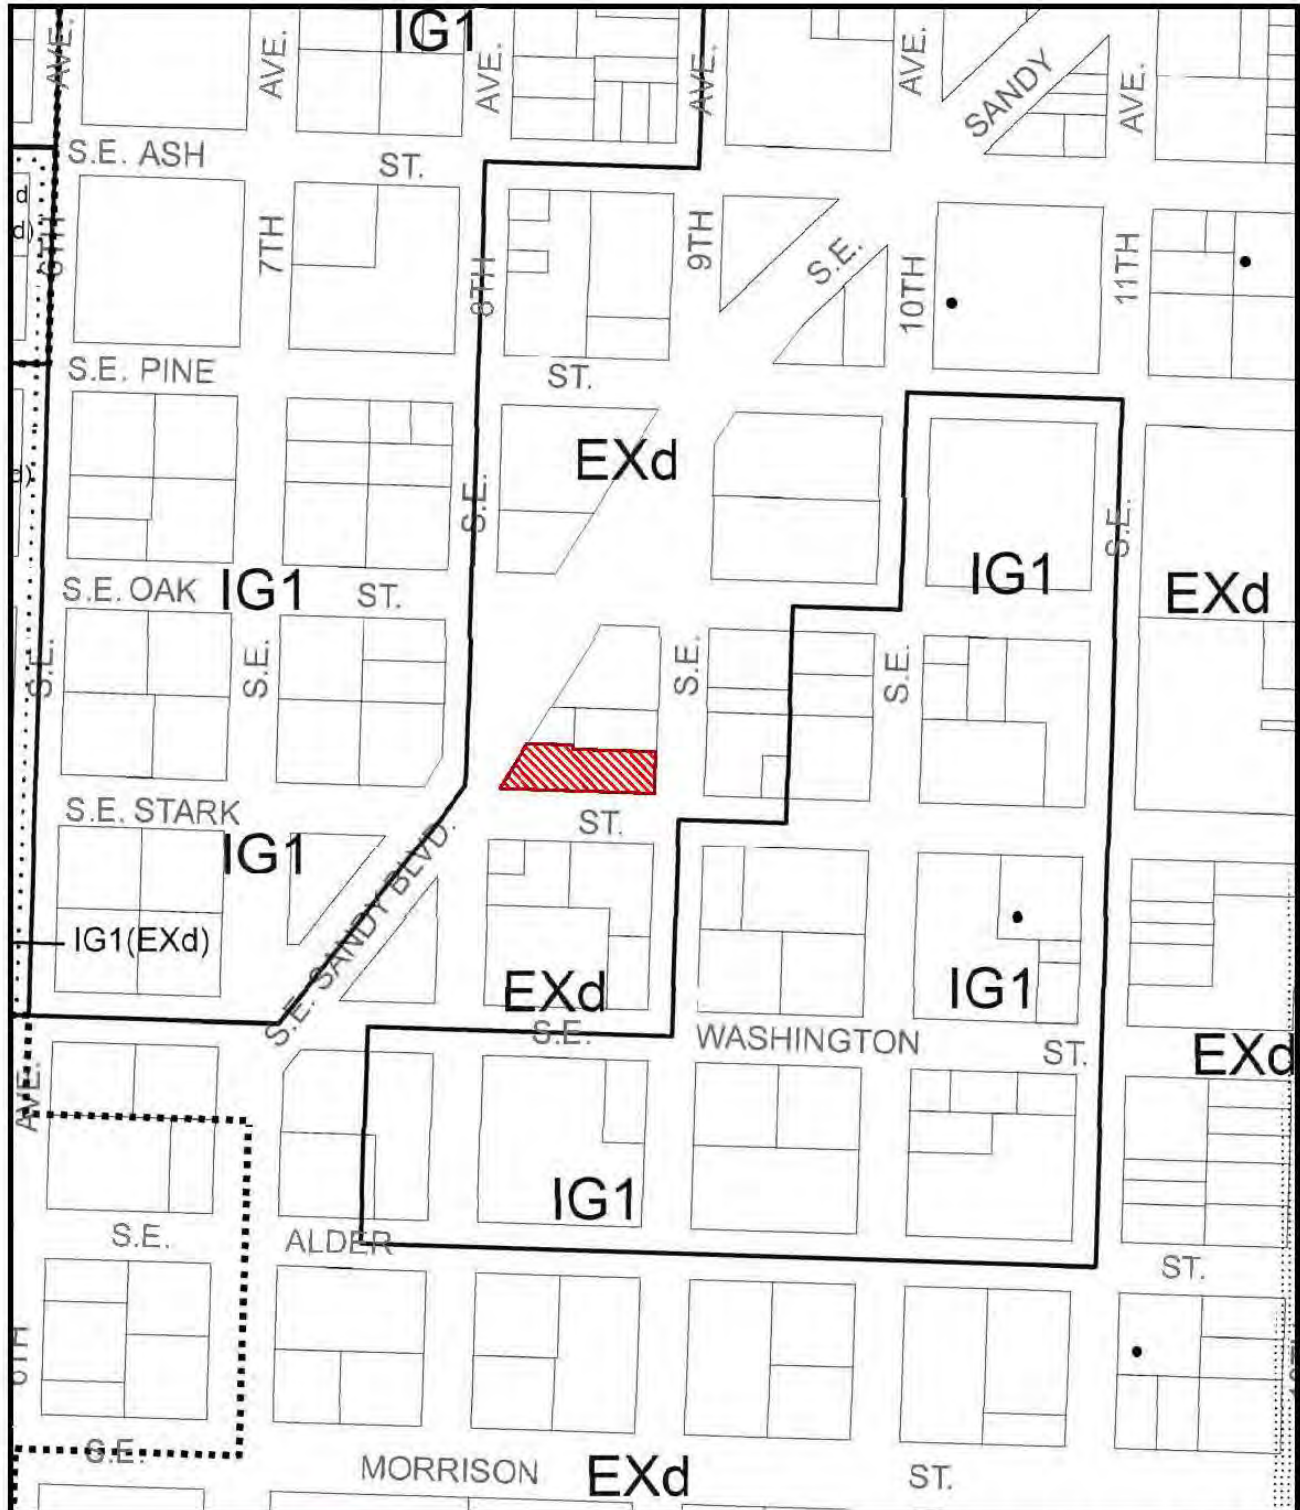 IG1
AVE.
AVE.
AVE.
AVE.
AVE.
SANDY
AVE.
S.E. ASH
ST.
d
d)
6TH
7TH
8TH
9TH
S.E.
10TH
11TH
S.E. PINE
ST.
EXd
d)
S.E.
S.E.
IG1
EXd
S.E. OAK
IG1
ST.
S.E.
S.E.
S.E.
S.E.
S.E. STARK
ST.
IG1
S.E. SANDY BLVD.
IG1(EXd)
EXd
IG1
S.E.
WASHINGTON
ST.
EXd
AVE.
IG1
S.E.
ALDER
ST.
6TH
S.E.
MORRISON
EXd
ST.